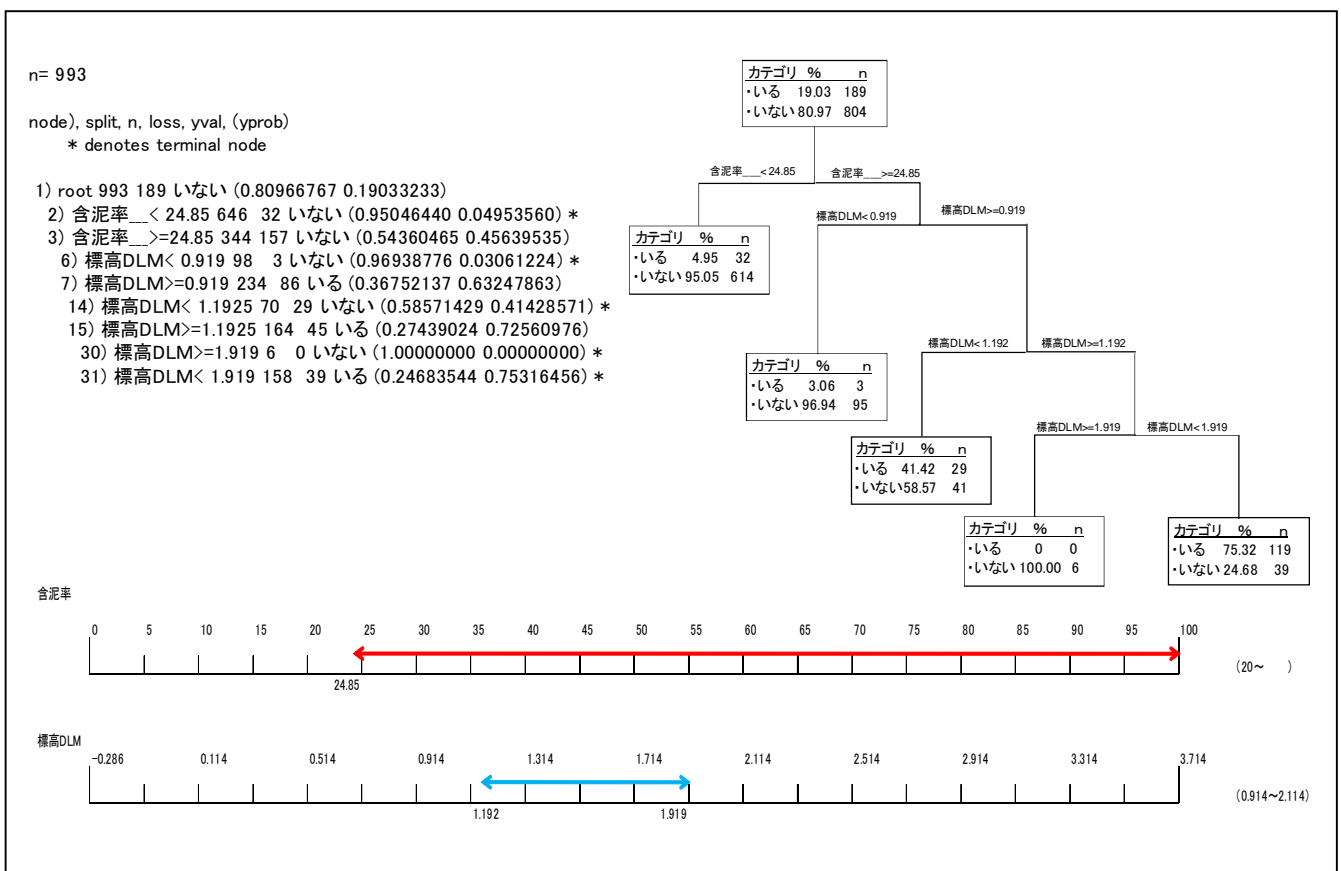 n= 993
node), split, n, loss, yval, (yprob)
* denotes terminal node
1) root 993 189 いない (0.80966767 0.19033233)
2) 含泥率___< 24.85 646 32 いない (0.95046440 0.04953560) *
3) 含泥率___>=24.85 344 157 いない (0.54360465 0.45639535)
6) 標高DLM< 0.919 98 3 いない (0.96938776 0.03061224) *
7) 標高DLM>=0.919 234 86 いる (0.36752137 0.63247863)
14) 標高DLM< 1.1925 70 29 いない (0.58571429 0.41428571) *
15) 標高DLM>=1.1925 164 45 いる (0.27439024 0.72560976)
30) 標高DLM>=1.919 6 0 いない (1.00000000 0.00000000) *
31) 標高DLM< 1.919 158 39 いる (0.24683544 0.75316456) *
カテゴリ % n
・いる 19.03 189
・いない 80.97 804
含泥率___<24.85 含泥率___>=24.85
カテゴリ % n
・いる 4.95 32
・いない 95.05 614
標高DLM<0.919 標高DLM>=0.919
カテゴリ % n
・いる 3.06 3
・いない 96.94 95
標高DLM<1.192 標高DLM>=1.192
カテゴリ % n
・いる 41.42 29
・いない 58.57 41
標高DLM>=1.919 標高DLM<1.919
カテゴリ % n
・いる 0 0
・いない 100.00 6
カテゴリ % n
・いる 75.32 119
・いない 24.68 39
含泥率
0 5 10 15 20 25 30 35 40 45 50 55 60 65 70 75 80 85 90 95 100
24.85
(20～ )
標高DLM
-0.286 0.114 0.514 0.914 1.314 1.714 2.114 2.514 2.914 3.314 3.714
1.192 1.919
(0.914～2.114)